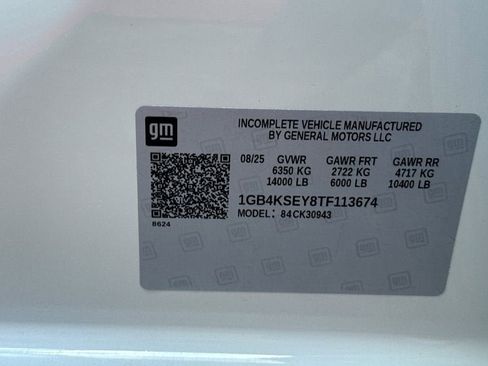 gm
INCOMPLETE VEHICLE MANUFACTURED
BY GENERAL MOTORS LLC
08/25 GVWR GAWR FRT GAWR RR
6350 KG 2722 KG 4717 KG
14000 LB 6000 LB 10400 LB
1GB4KSEY8TF113674
MODEL: 84CK30943
8624